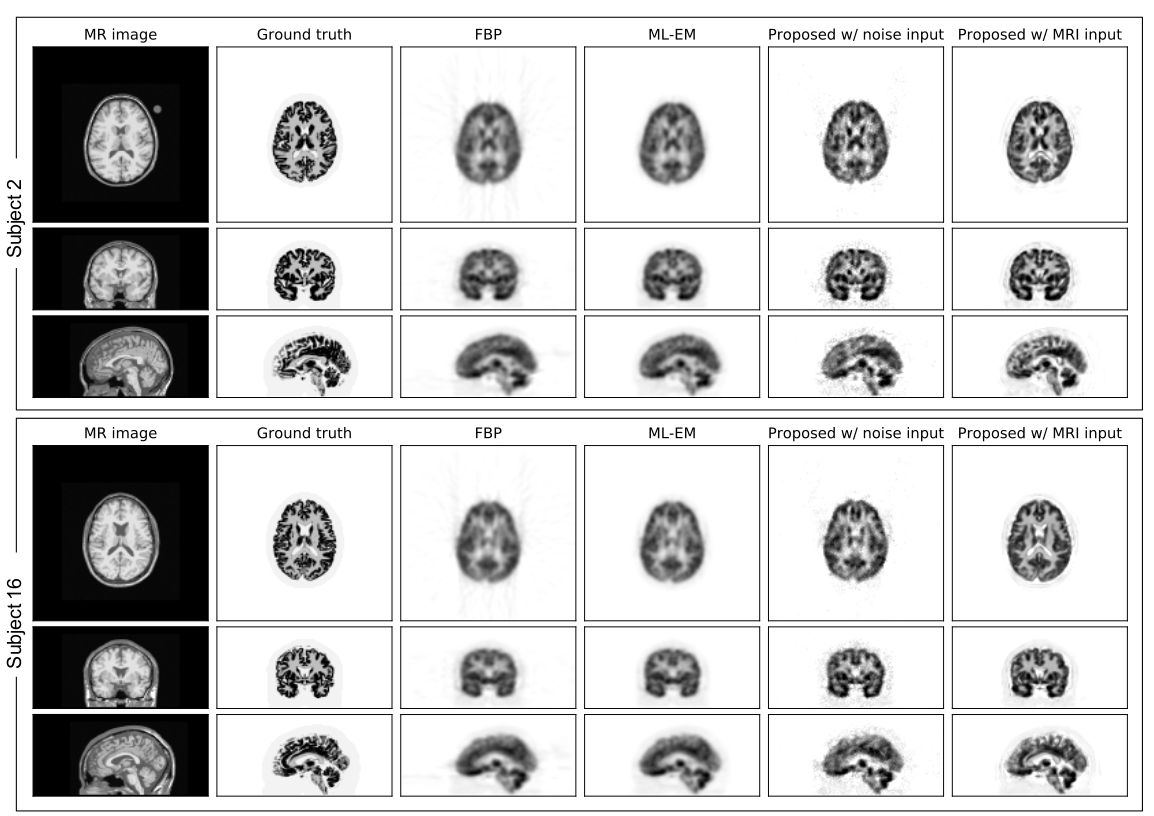 MR image Ground truth FBP ML-EM Proposed w/ noise input Proposed w/ MRI input
Subject 2
MR image Ground truth FBP ML-EM Proposed w/ noise input Proposed w/ MRI input
Subject 16